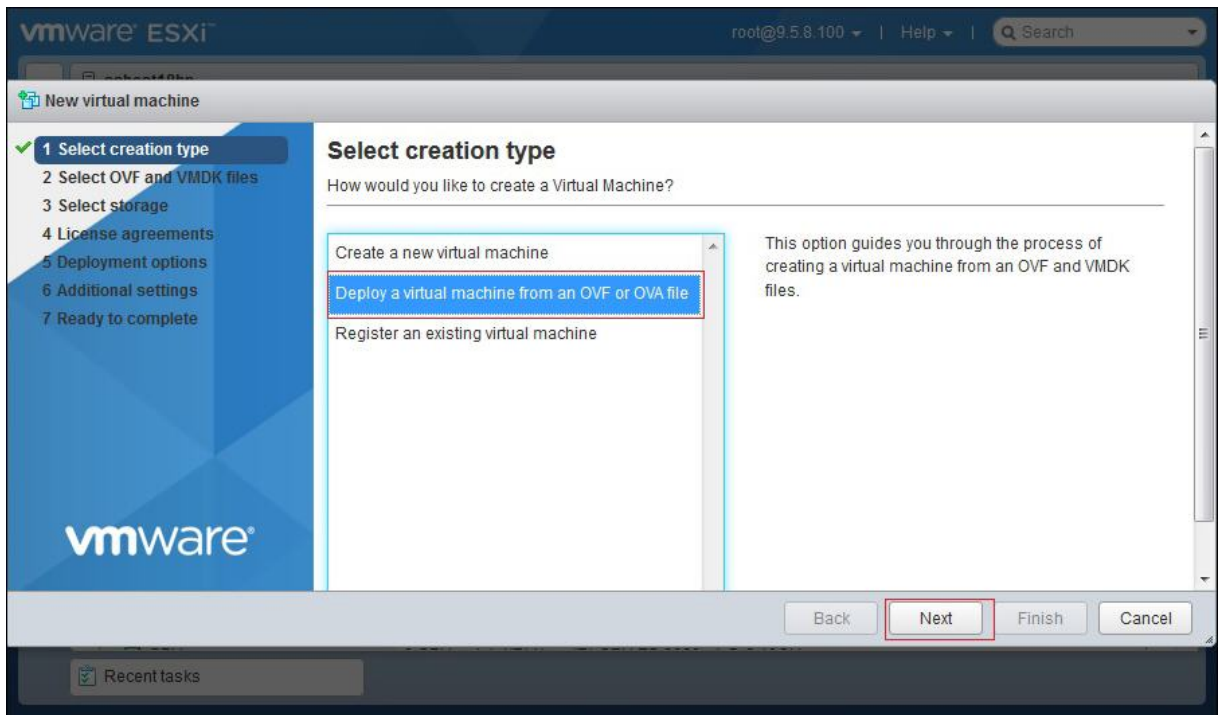 vmware ESXi™
root@9.5.8.100 | Help | Search
New virtual machine
1 Select creation type
2 Select OVF and VMDK files
3 Select storage
4 License agreements
5 Deployment options
6 Additional settings
7 Ready to complete
vmware®
Select creation type
How would you like to create a Virtual Machine?
Create a new virtual machine
Deploy a virtual machine from an OVF or OVA file
Register an existing virtual machine
This option guides you through the process of
creating a virtual machine from an OVF and VMDK
files.
Back
Next
Finish
Cancel
Recent tasks